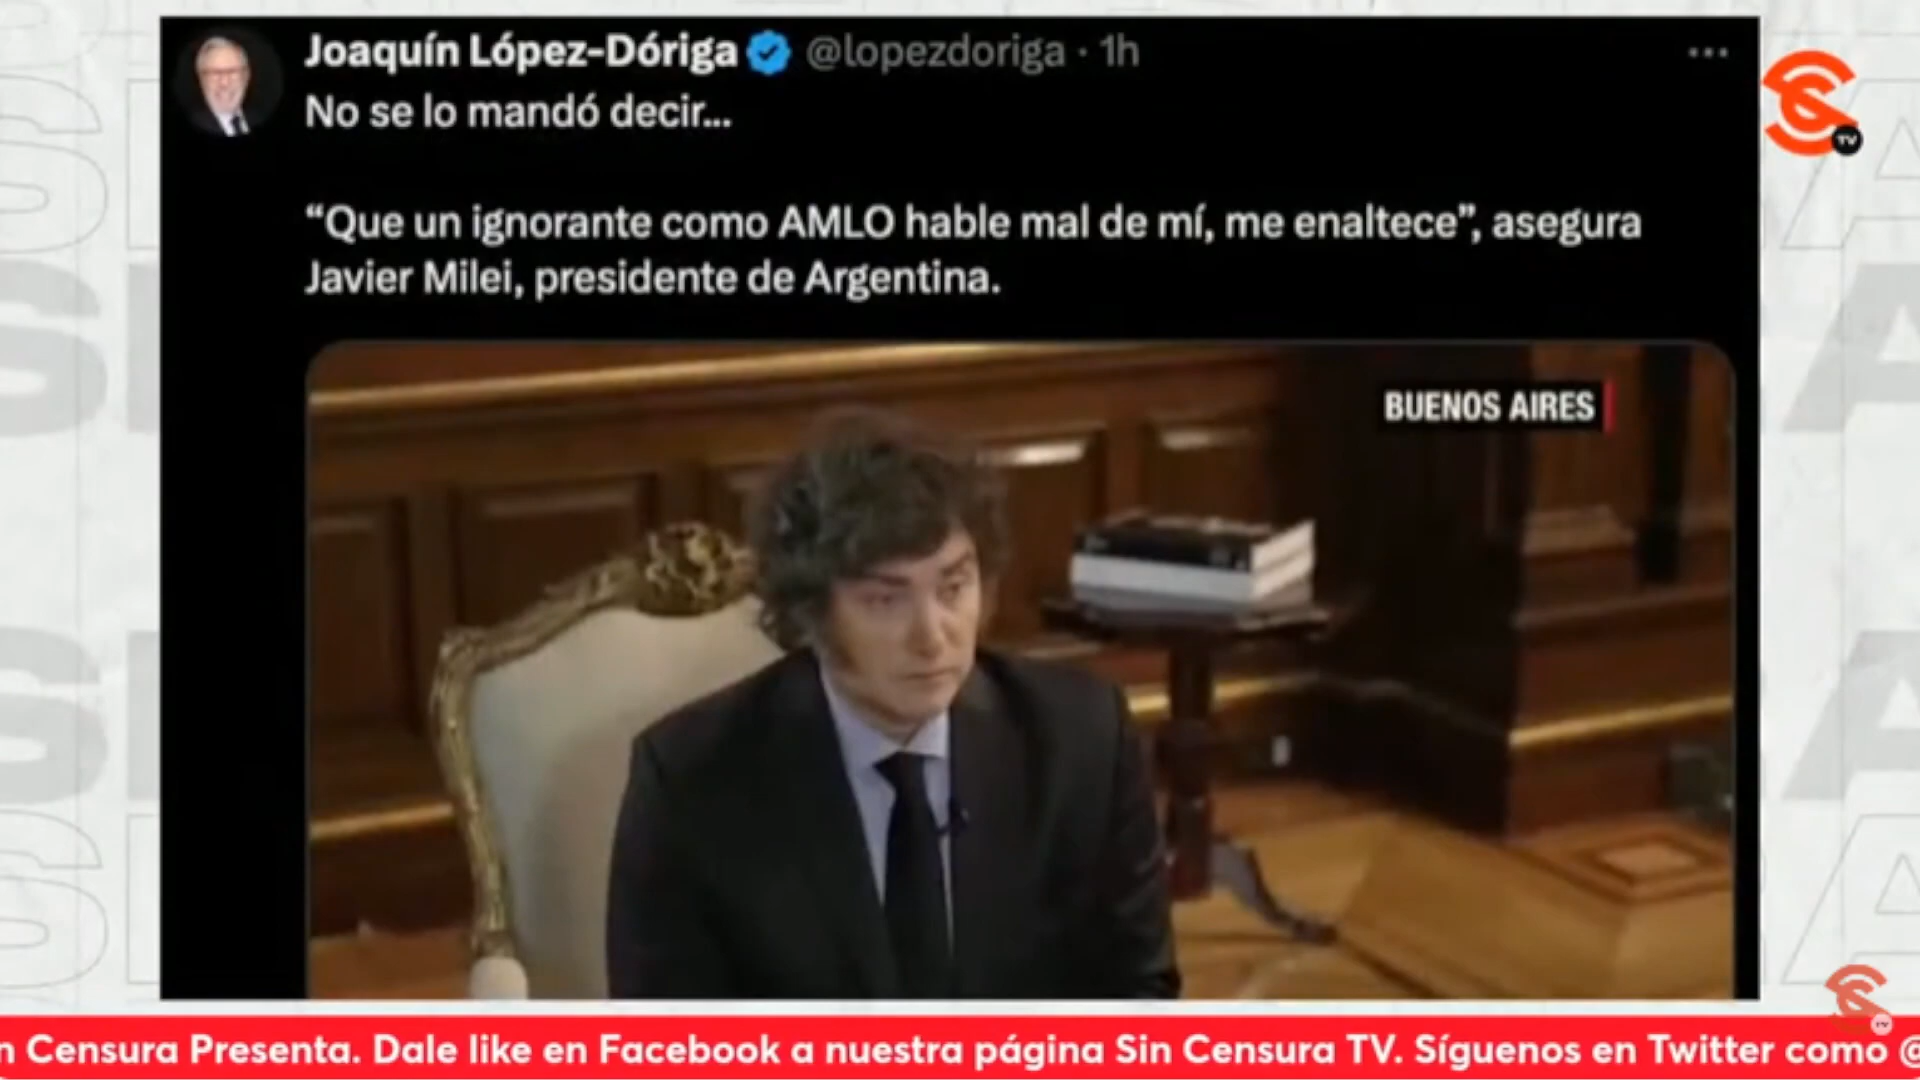 Joaquín López-Dóriga @lopezdoriga · 1h
No se lo mandó decir...
“Que un ignorante como AMLO hable mal de mí, me enaltece”, asegura
Javier Milei, presidente de Argentina.
BUENOS AIRES
TV
TV
n Censura Presenta. Dale like en Facebook a nuestra página Sin Censura TV. Síguenos en Twitter como @